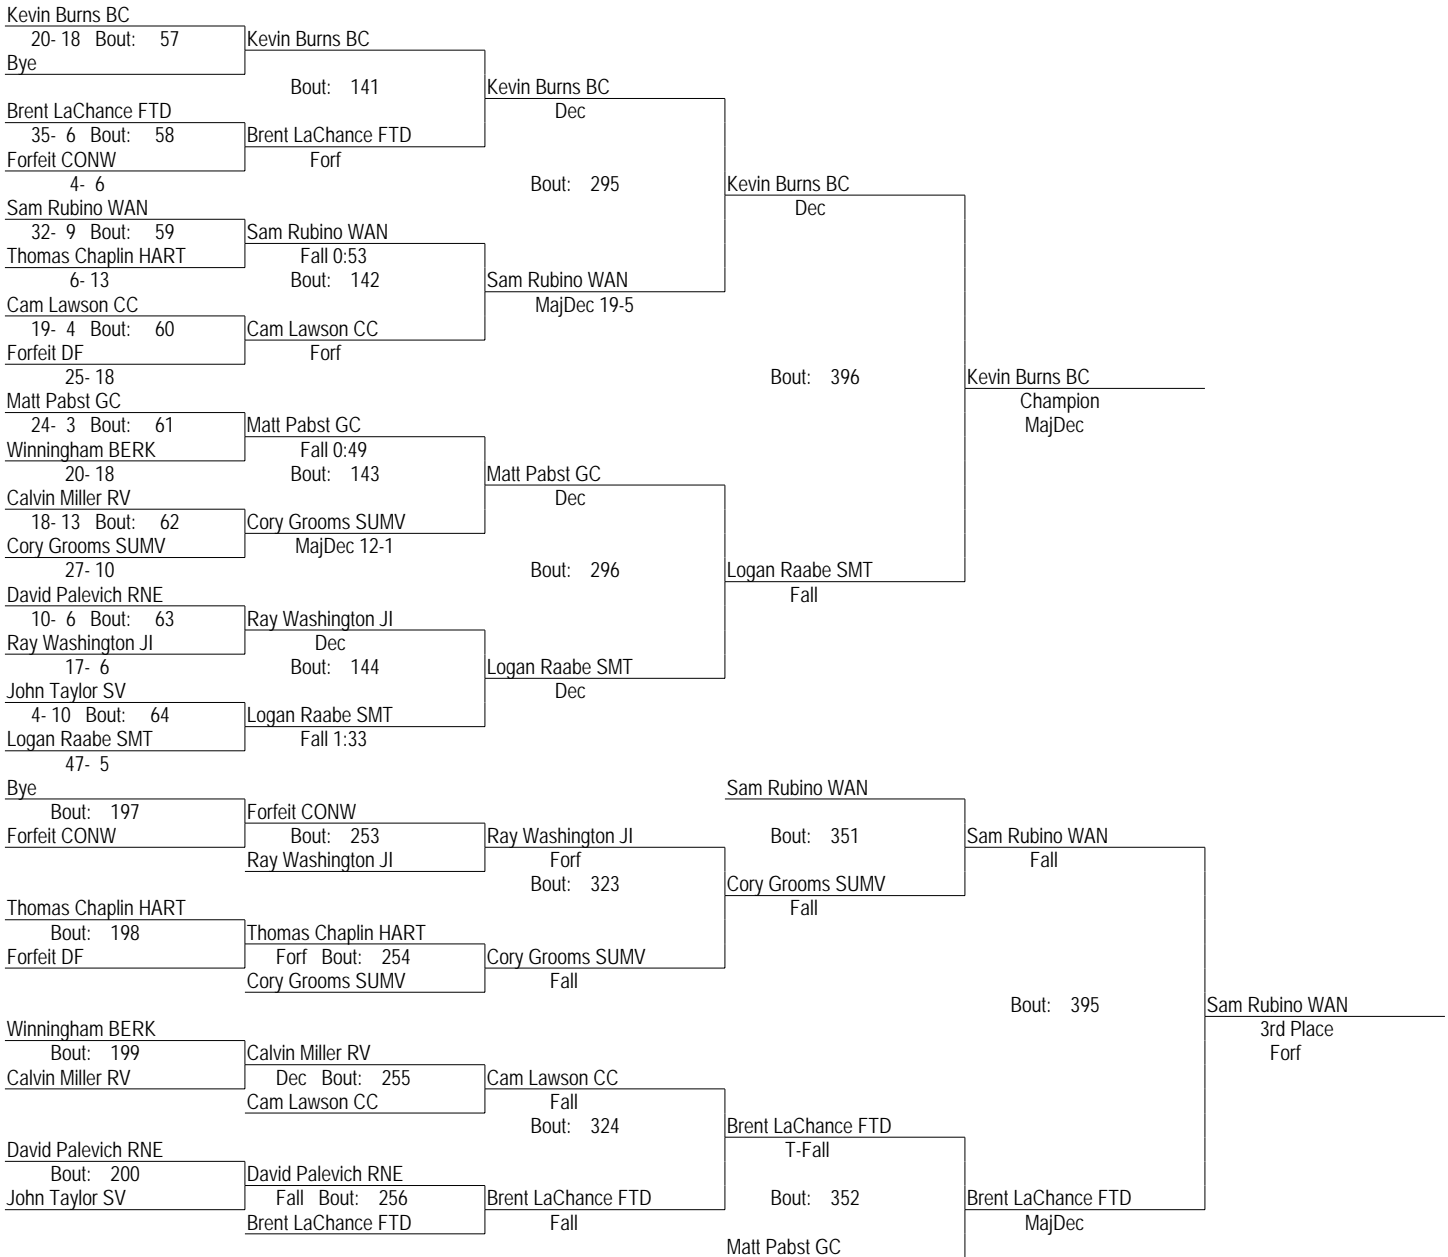 Kevin Burns BC
20- 18 Bout: 57 Kevin Burns BC
Bye
Bout: 141 Kevin Burns BC
Brent LaChance FTD Dec
35- 6 Bout: 58 Brent LaChance FTD
Forfeit CONW Forf
4- 6 Bout: 295 Kevin Burns BC
Sam Rubino WAN Dec
32- 9 Bout: 59 Sam Rubino WAN
Thomas Chaplin HART Fall 0:53
6- 13 Bout: 142 Sam Rubino WAN
Cam Lawson CC MajDec 19-5
19- 4 Bout: 60 Cam Lawson CC
Forfeit DF Forf
25- 18 Bout: 396 Kevin Burns BC
Matt Pabst GC Champion
24- 3 Bout: 61 Matt Pabst GC MajDec
Winningham BERK Fall 0:49
20- 18 Bout: 143 Matt Pabst GC
Calvin Miller RV Dec
18- 13 Bout: 62 Cory Grooms SUMV
Cory Grooms SUMV MajDec 12-1
27- 10 Bout: 296 Logan Raabe SMT
David Palevich RNE Fall
10- 6 Bout: 63 Ray Washington JI
Ray Washington JI Dec
17- 6 Bout: 144 Logan Raabe SMT
John Taylor SV Dec
4- 10 Bout: 64 Logan Raabe SMT
Logan Raabe SMT Fall 1:33
47- 5
Bye Sam Rubino WAN
Bout: 197 Forfeit CONW
Forfeit CONW Bout: 253 Ray Washington JI Bout: 351 Sam Rubino WAN
Ray Washington JI Forf Fall
Bout: 323 Cory Grooms SUMV
Thomas Chaplin HART Fall
Bout: 198 Thomas Chaplin HART
Forfeit DF Forf Bout: 254 Cory Grooms SUMV
Cory Grooms SUMV Fall
Bout: 395 Sam Rubino WAN
Winningham BERK 3rd Place
Bout: 199 Calvin Miller RV Forf
Calvin Miller RV Dec Bout: 255 Cam Lawson CC
Cam Lawson CC Fall
Bout: 324 Brent LaChance FTD
David Palevich RNE T-Fall
Bout: 200 David Palevich RNE
John Taylor SV Fall Bout: 256 Brent LaChance FTD Bout: 352 Brent LaChance FTD
Brent LaChance FTD Fall MajDec
Matt Pabst GC